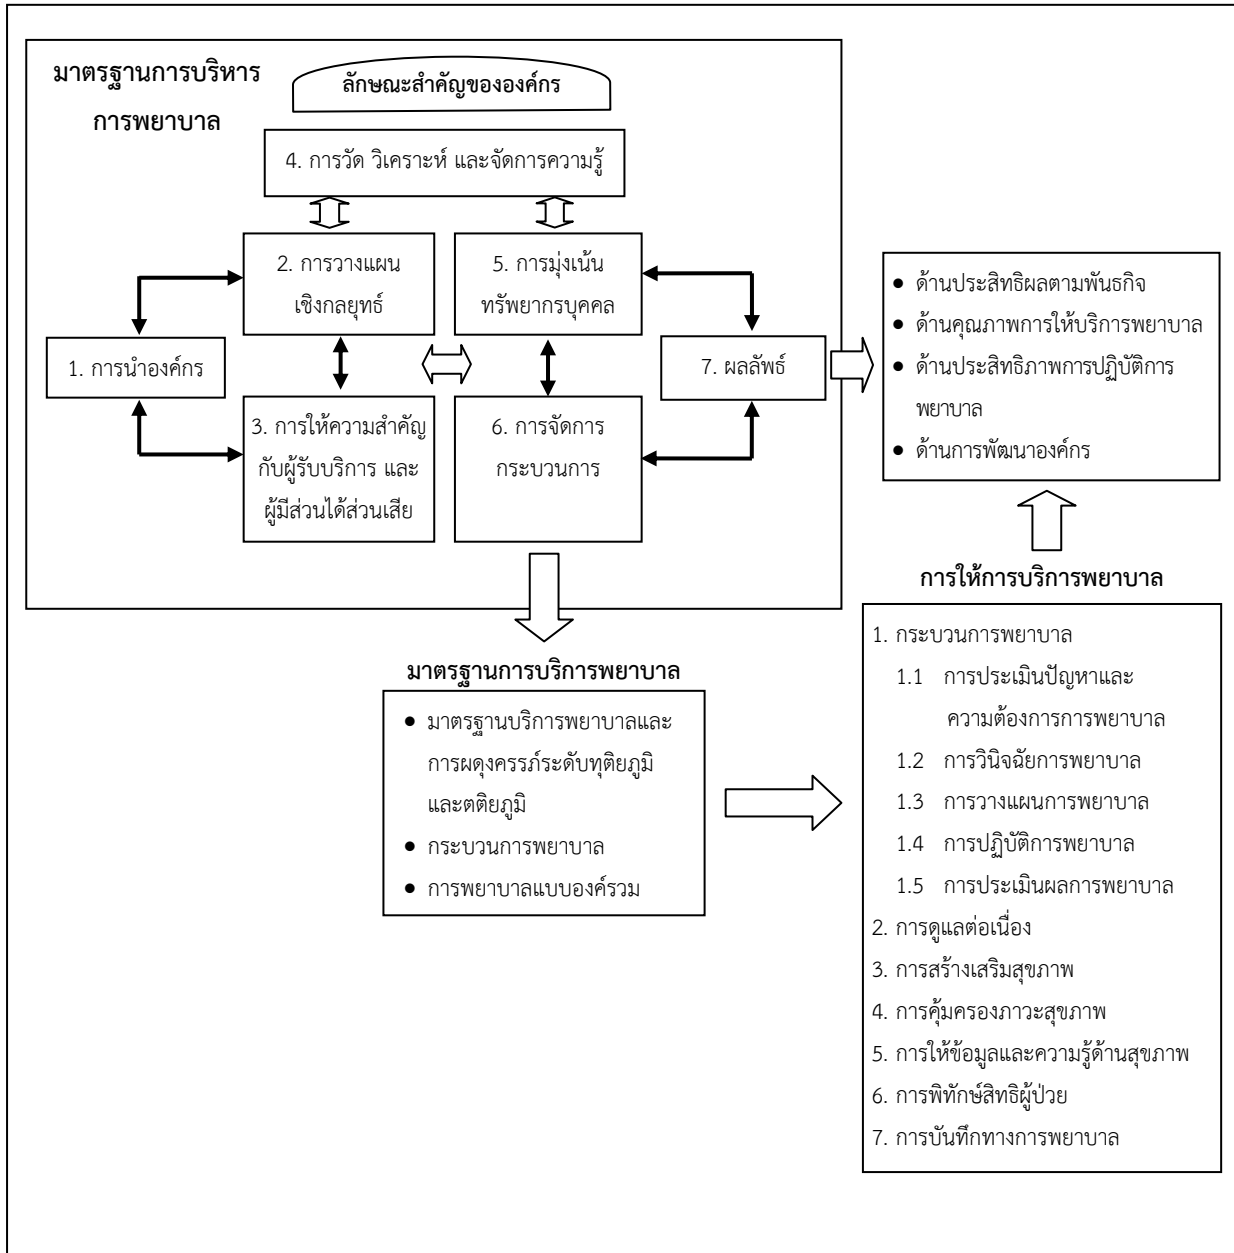 มาตรฐานการบริหาร
การพยาบาล
ลักษณะสำคัญขององค์กร
4. การวัด วิเคราะห์ และจัดการความรู้
2. การวางแผน
เชิงกลยุทธ์
5. การมุ่งเน้น
ทรัพยากรบุคคล
1. การนำองค์กร
7. ผลลัพธ์
3. การให้ความสำคัญ
กับผู้รับบริการ และ
ผู้มีส่วนได้ส่วนเสีย
6. การจัดการ
กระบวนการ
• ด้านประสิทธิผลตามพันธกิจ
• ด้านคุณภาพการให้บริการพยาบาล
• ด้านประสิทธิภาพการปฏิบัติการ
พยาบาล
• ด้านการพัฒนาองค์กร
มาตรฐานการบริการพยาบาล
• มาตรฐานบริการพยาบาลและ
การผดุงครรภ์ระดับทุติยภูมิ
และตติยภูมิ
• กระบวนการพยาบาล
• การพยาบาลแบบองค์รวม
การให้การบริการพยาบาล
1. กระบวนการพยาบาล
1.1 การประเมินปัญหาและ
ความต้องการการพยาบาล
1.2 การวินิจฉัยการพยาบาล
1.3 การวางแผนการพยาบาล
1.4 การปฏิบัติการพยาบาล
1.5 การประเมินผลการพยาบาล
2. การดูแลต่อเนื่อง
3. การสร้างเสริมสุขภาพ
4. การคุ้มครองภาวะสุขภาพ
5. การให้ข้อมูลและความรู้ด้านสุขภาพ
6. การพิทักษ์สิทธิผู้ป่วย
7. การบันทึกทางการพยาบาล